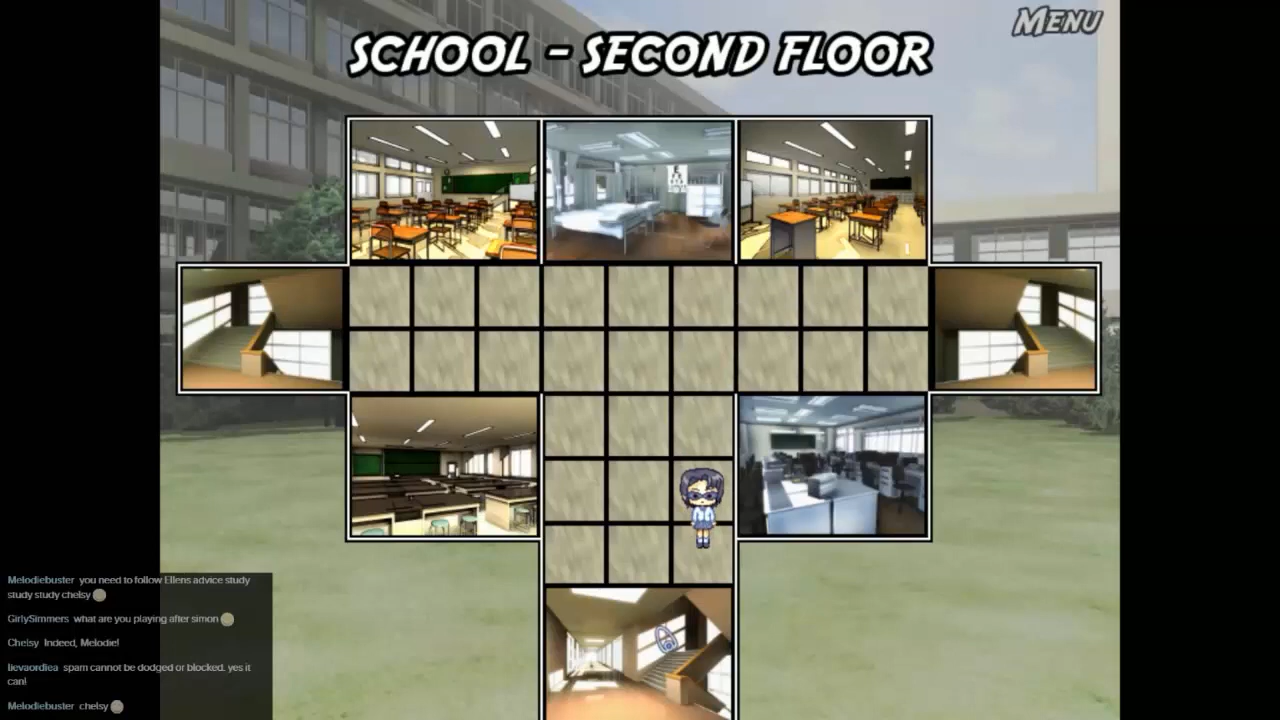 MENU
SCHOOL - SECOND FLOOR
Melodiebuster you need to follow Ellens advice study
study study chelsy
GirlySimmers what are you playing after simon
Chelsy Indeed, Melodie!
lievaordiea spam cannot be dodged or blocked. yes it
can!
Melodiebuster chelsy